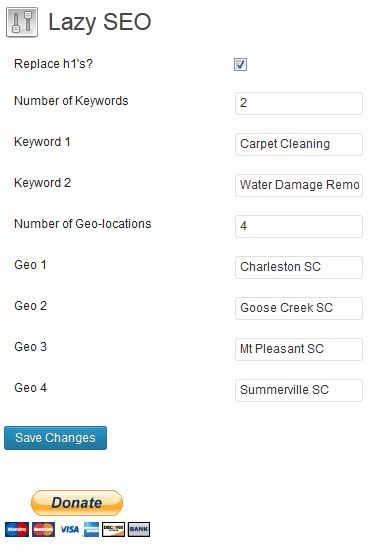 Lazy SEO
Replace h1's?
Number of Keywords 2
Keyword 1 Carpet Cleaning
Keyword 2 Water Damage Remo
Number of Geo-locations 4
Geo 1 Charleston SC
Geo 2 Goose Creek SC
Geo 3 Mt Pleasant SC
Geo 4 Summerville SC
Save Changes
Donate
Maestro MasterCard VISA DISCOVER BANK